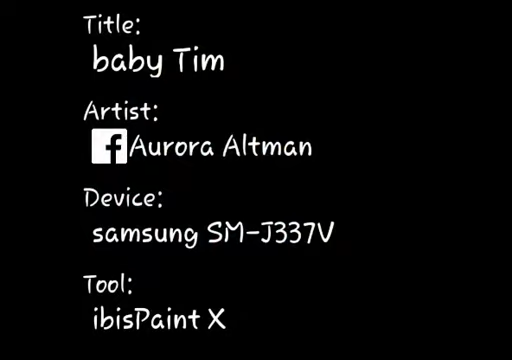 Title:
baby Tim
Artist:
Aurora Altman
Device:
samsung SM-J337V
Tool:
ibisPaint X